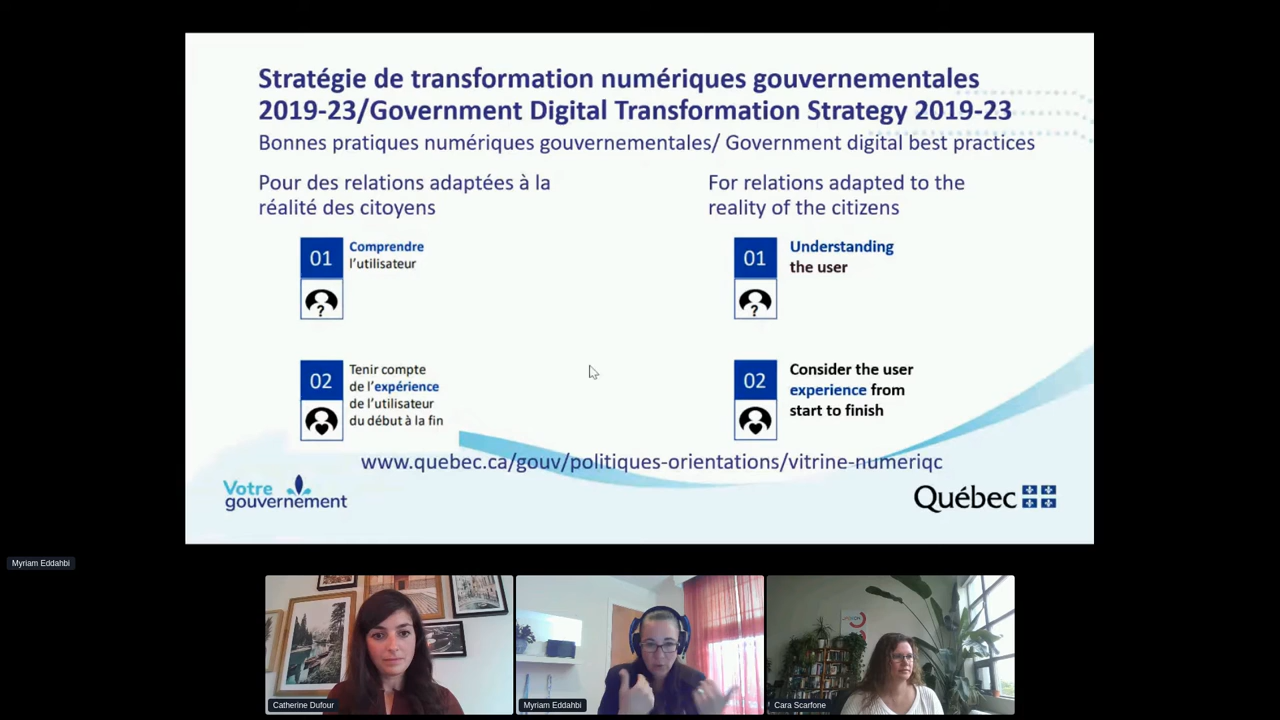 Stratégie de transformation numériques gouvernementales
2019-23/Government Digital Transformation Strategy 2019-23
Bonnes pratiques numériques gouvernementales/ Government digital best practices
Pour des relations adaptées à la
réalité des citoyens
01
Comprendre
l'utilisateur
?
02
Tenir compte
de l'expérience
de l'utilisateur
du début à la fin
For relations adapted to the
reality of the citizens
01
Understanding
the user
?
02
Consider the user
experience from
start to finish
www.quebec.ca/gouv/politiques-orientations/vitrine-numeriqc
Votre
gouvernement
Québec
Myriam Eddahbi
Catherine Dufour
Myriam Eddahbi
Cara Scarfone